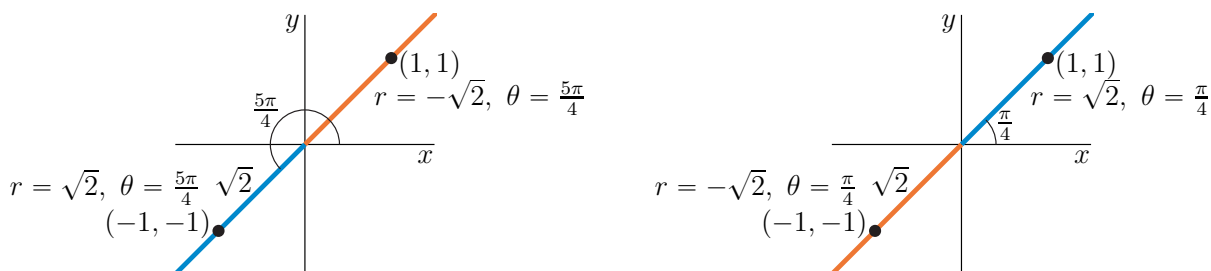 y
(1, 1)
r = −√2, θ = 5π/4
5π/4
x
r = √2, θ = 5π/4 √2
(−1, −1)
y
(1, 1)
r = √2, θ = π/4
π/4
x
r = −√2, θ = π/4 √2
(−1, −1)